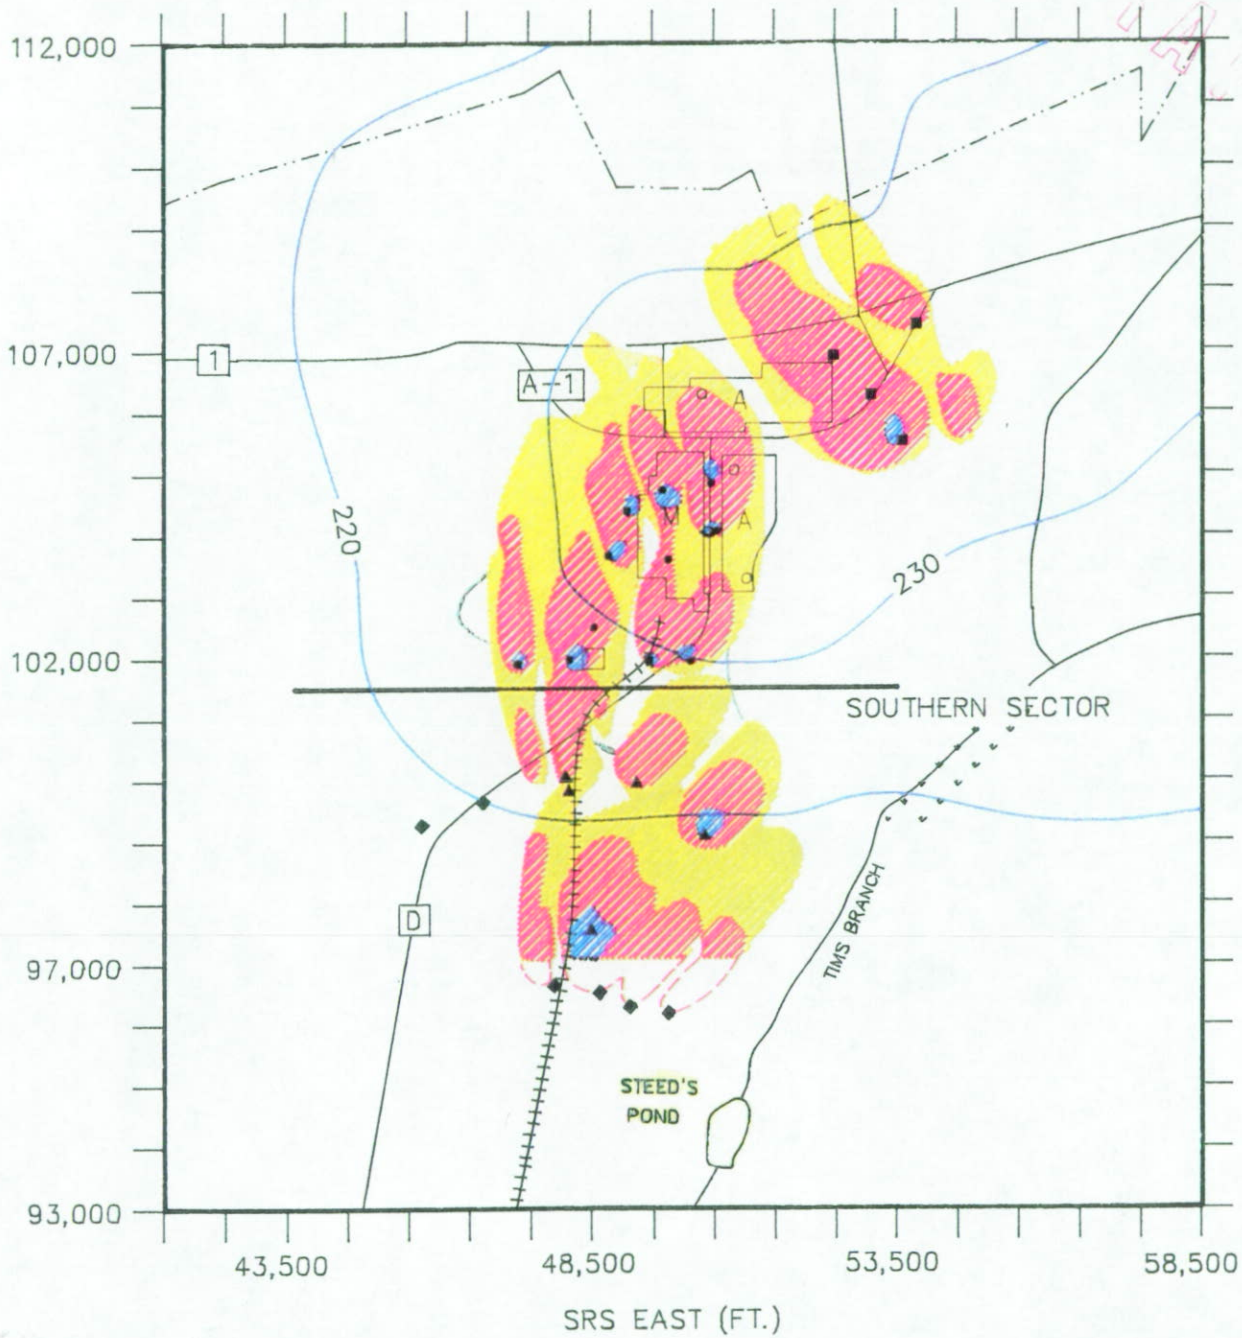 112,000
A
107,000
1
A-1
A
M
A
220
230
102,000
SOUTHERN SECTOR
D
TIMS BRANCH
97,000
STEED'S
POND
93,000
43,500
48,500
53,500
58,500
SRS EAST (FT.)